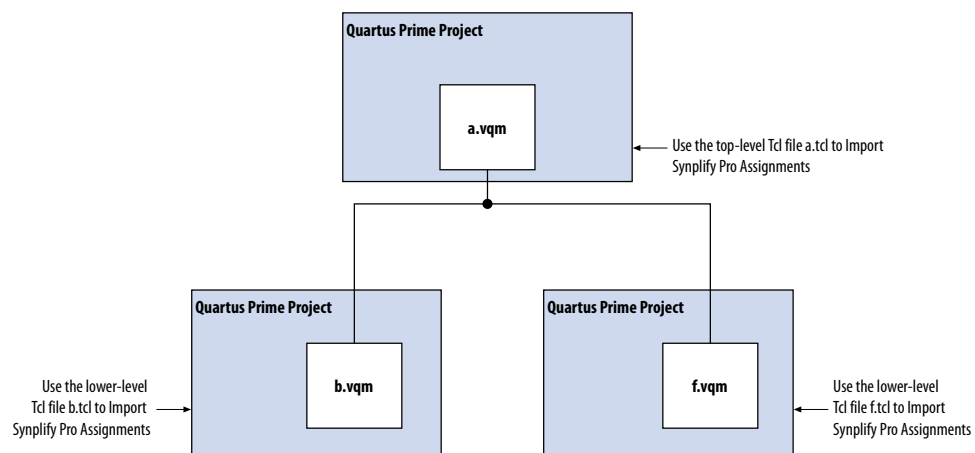 Quartus Prime Project
a.vqm
Use the top-level Tcl file a.tcl to Import
Synplify Pro Assignments
Quartus Prime Project
b.vqm
Use the lower-level
Tcl file b.tcl to Import
Synplify Pro Assignments
Quartus Prime Project
f.vqm
Use the lower-level
Tcl file f.tcl to Import
Synplify Pro Assignments